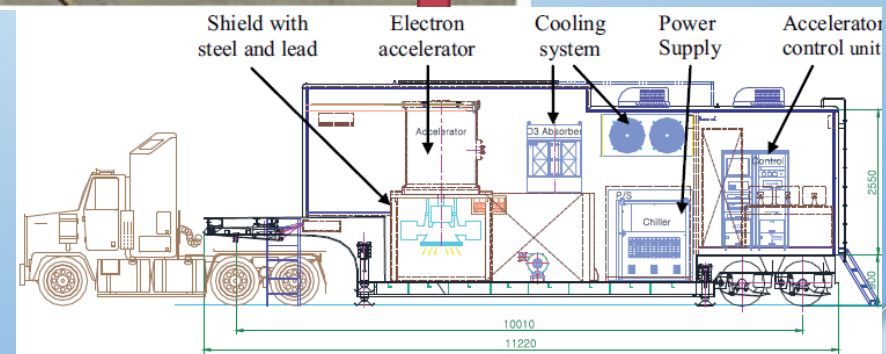 Shield with
steel and lead
Electron
accelerator
Cooling
system
Power
Supply
Accelerator
control unit
Accelerator
O3 Absorber
Control
P/S
Chiller
2550
900
10010
11220